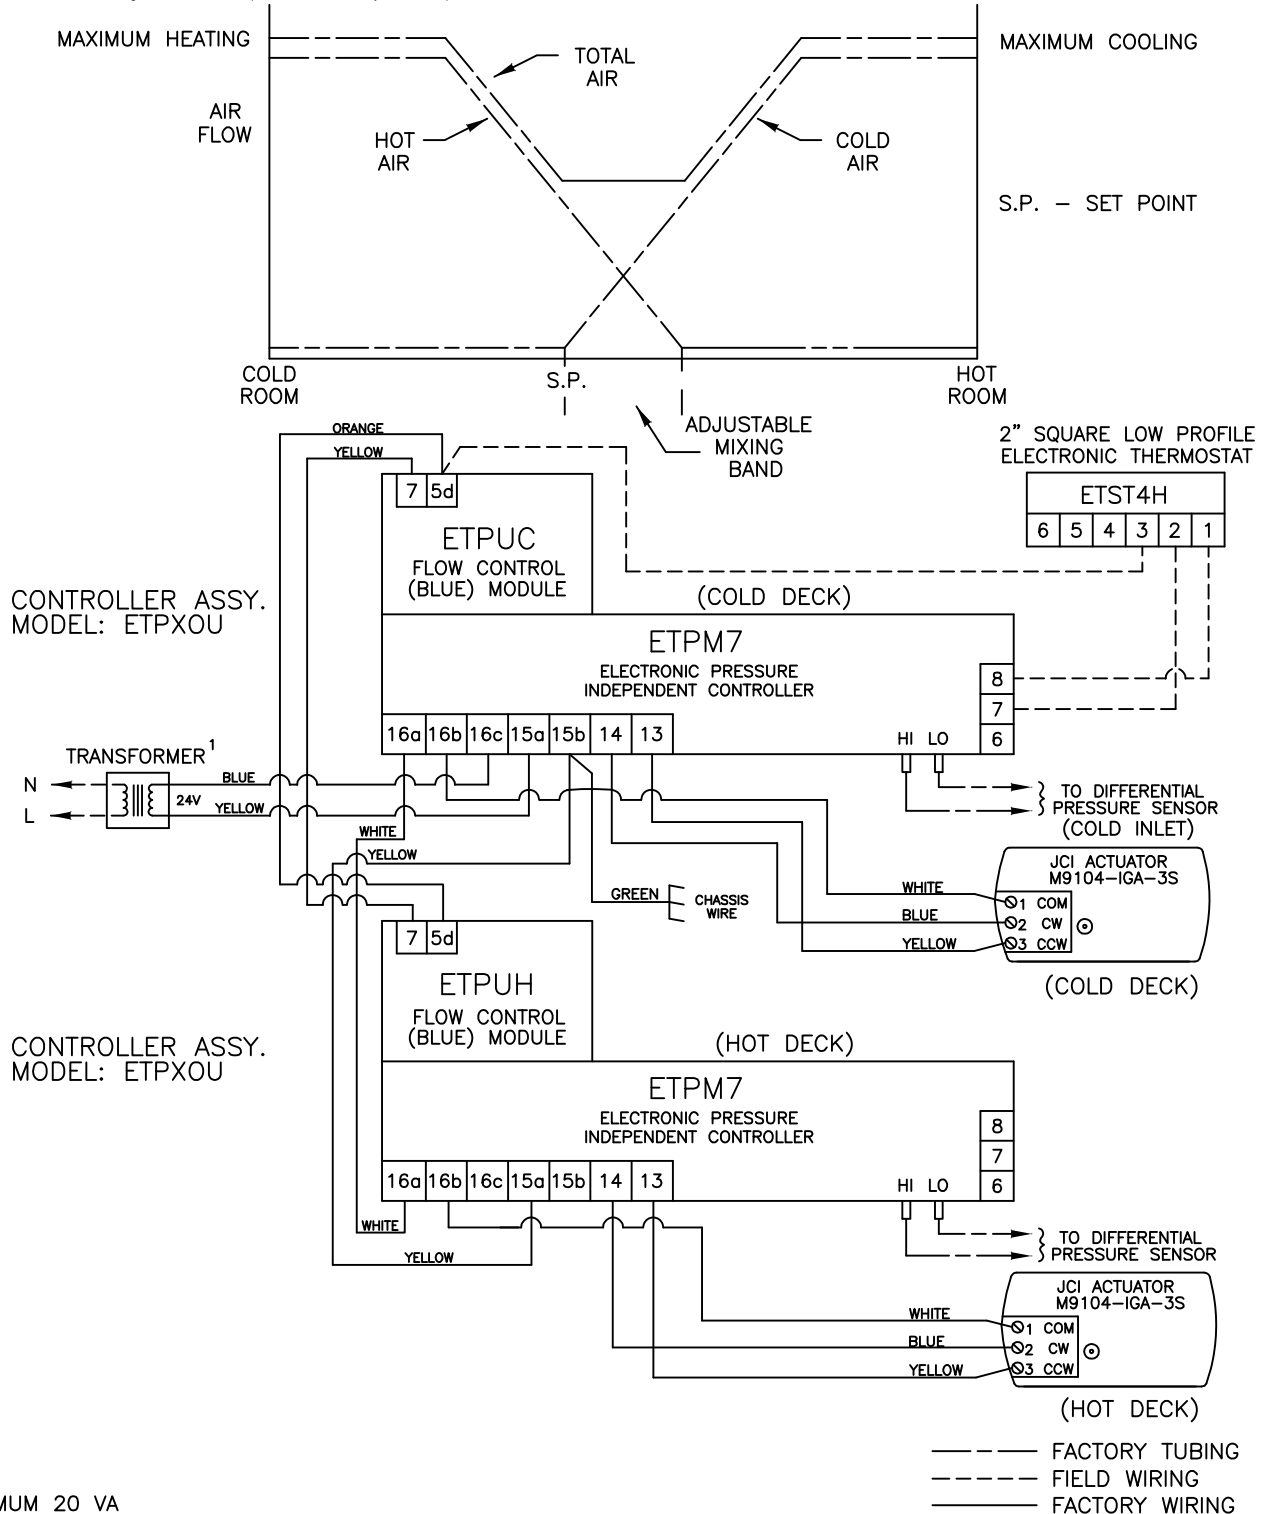 MAXIMUM HEATING
MAXIMUM COOLING
TOTAL
AIR
AIR
FLOW
HOT
AIR
COLD
AIR
S.P. – SET POINT
COLD
ROOM
S.P.
HOT
ROOM
ADJUSTABLE
MIXING
BAND
2" SQUARE LOW PROFILE
ELECTRONIC THERMOSTAT
ETST4H
6 5 4 3 2 1
ORANGE
YELLOW
7 5d
ETPUC
FLOW CONTROL
(BLUE) MODULE
(COLD DECK)
CONTROLLER ASSY.
MODEL: ETPXOU
ETPM7
ELECTRONIC PRESSURE
INDEPENDENT CONTROLLER
8
7
6
16a 16b 16c 15a 15b 14 13
HI LO
TRANSFORMER 1
N
L
24V
BLUE
YELLOW
WHITE
YELLOW
TO DIFFERENTIAL
PRESSURE SENSOR
(COLD INLET)
GREEN
CHASSIS
WIRE
WHITE
BLUE
YELLOW
JCI ACTUATOR
M9104–IGA–3S
1 COM
2 CW
3 CCW
(COLD DECK)
7 5d
ETPUH
FLOW CONTROL
(BLUE) MODULE
(HOT DECK)
CONTROLLER ASSY.
MODEL: ETPXOU
ETPM7
ELECTRONIC PRESSURE
INDEPENDENT CONTROLLER
8
7
6
16a 16b 16c 15a 15b 14 13
HI LO
WHITE
YELLOW
TO DIFFERENTIAL
PRESSURE SENSOR
WHITE
BLUE
YELLOW
JCI ACTUATOR
M9104–IGA–3S
1 COM
2 CW
3 CCW
(HOT DECK)
FACTORY TUBING
FIELD WIRING
FACTORY WIRING
MUM 20 VA